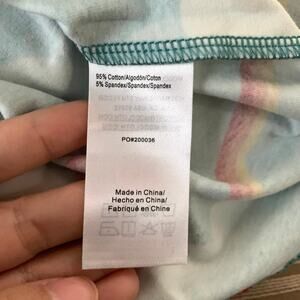 95% Cotton/Algodón/Coton
5% Spandex/Spandex/Spandex
PO#200036
Made in China/
Hecho en China/
Fabriqué en Chine